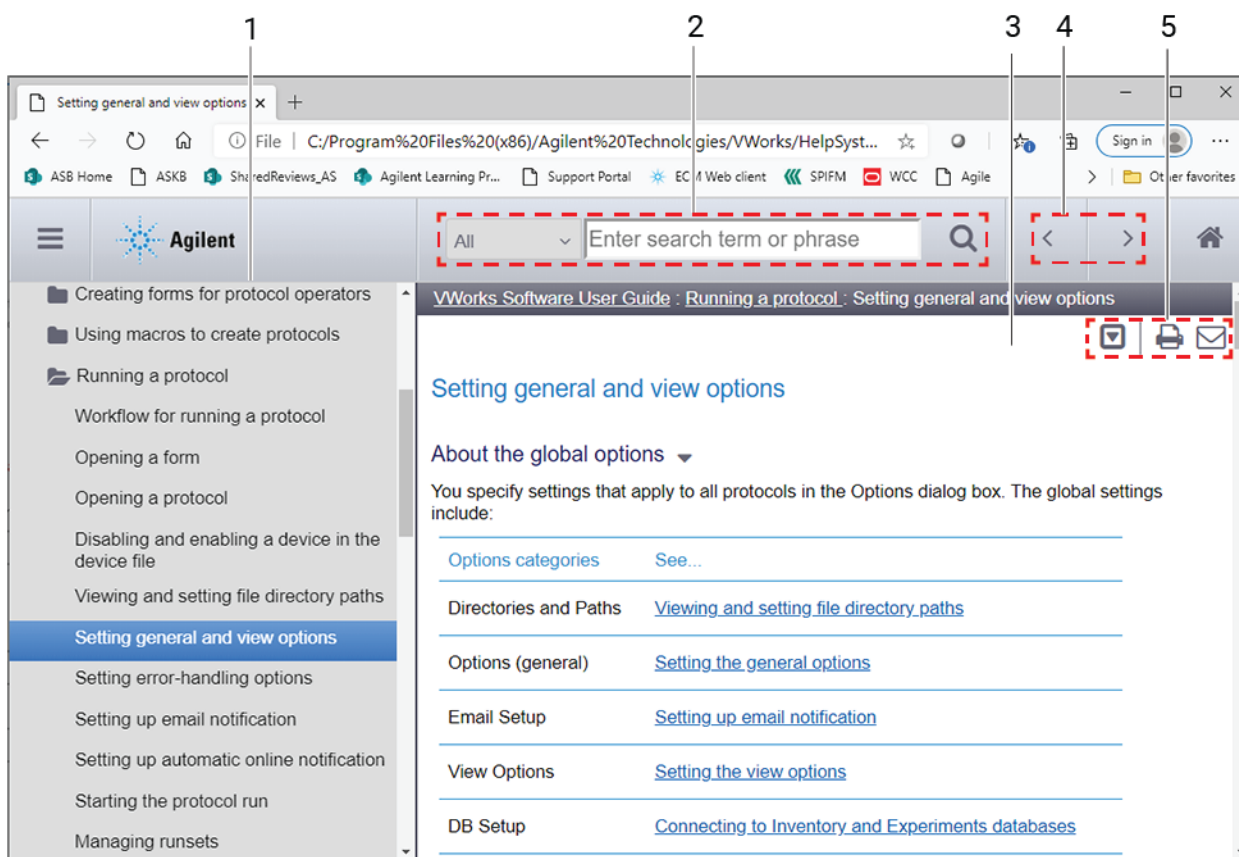 1 2 3 4 5
Setting general and view options
File | C:/Program%20Files%20(x86)/Agilent%20Technologies/VWorks/HelpSyst...
Sign in
ASB Home ASKB SharedReviews_AS Agilent Learning Pr... Support Portal Web client SPIFM WCC Agile Other favorites
Agilent
All
Enter search term or phrase
Creating forms for protocol operators
Using macros to create protocols
Running a protocol
Workflow for running a protocol
Opening a form
Opening a protocol
Disabling and enabling a device in the
device file
Viewing and setting file directory paths
Setting general and view options
Setting error-handling options
Setting up email notification
Setting up automatic online notification
Starting the protocol run
Managing runsets
VWorks Software User Guide : Running a protocol : Setting general and view options
Setting general and view options
About the global options
You specify settings that apply to all protocols in the Options dialog box. The global settings
include:
Options categories See...
Directories and Paths Viewing and setting file directory paths
Options (general) Setting the general options
Email Setup Setting up email notification
View Options Setting the view options
DB Setup Connecting to Inventory and Experiments databases